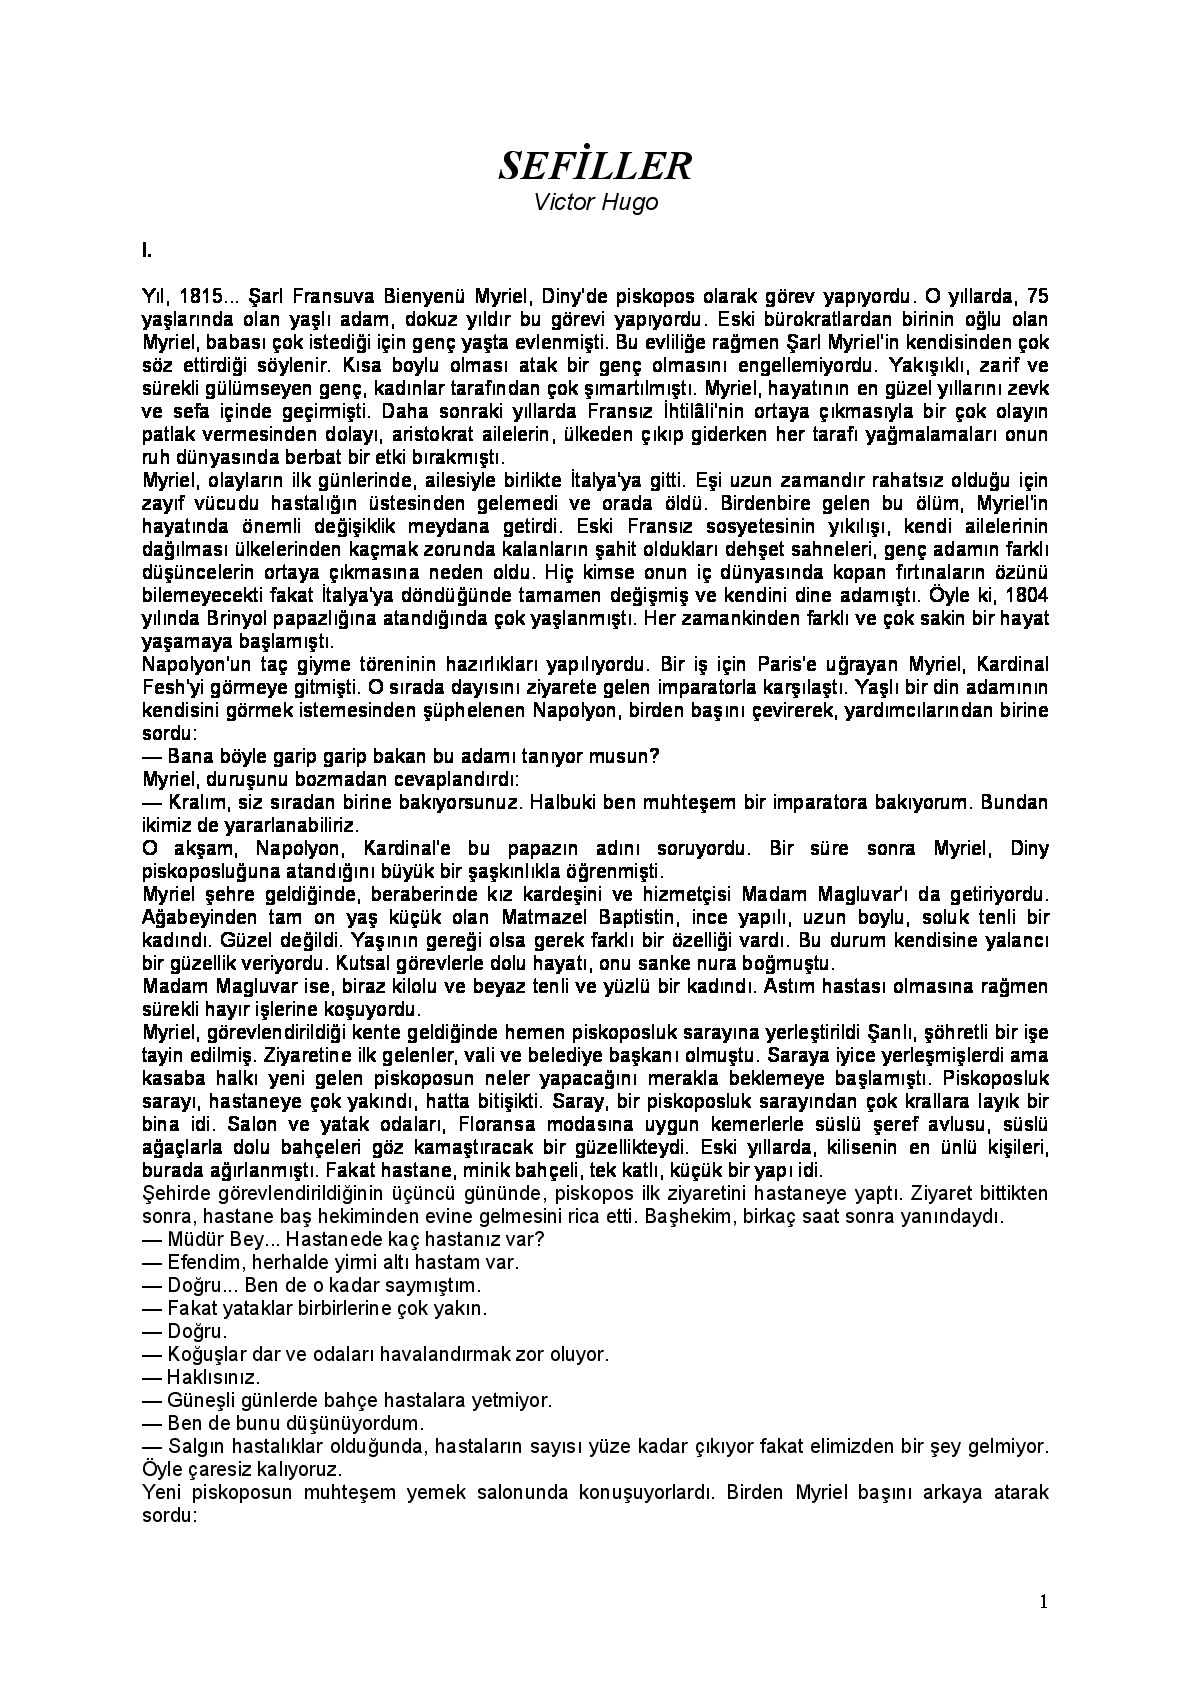 SEFİLLER
Victor Hugo
I.
Yıl, 1815... Şarl Fransuva Bienyenü Myriel, Diny'de piskopos olarak görev yapıyordu. O yıllarda, 75
yaşlarında olan yaşlı adam, dokuz yıldır bu görevi yapıyordu. Eski bürokratlardan birinin oğlu olan
Myriel, babası çok istediği için genç yaşta evlenmişti. Bu evliliğe rağmen Şarl Myriel'in kendisinden çok
söz ettirdiği söylenir. Kısa boylu olması atak bir genç olmasını engellemiyordu. Yakışıklı, zarif ve
sürekli gülümseyen genç, kadınlar tarafından çok şımartılmıştı. Myriel, hayatının en güzel yıllarını zevk
ve sefa içinde geçirmişti. Daha sonraki yıllarda Fransız İhtilâli'nin ortaya çıkmasıyla bir çok olayın
patlak vermesinden dolayı, aristokrat ailelerin, ülkeden çıkıp giderken her tarafı yağmalamaları onun
ruh dünyasında berbat bir etki bırakmıştı.
Myriel, olayların ilk günlerinde, ailesiyle birlikte İtalya'ya gitti. Eşi uzun zamandır rahatsız olduğu için
zayıf vücudu hastalığın üstesinden gelemedi ve orada öldü. Birdenbire gelen bu ölüm, Myriel'in
hayatında önemli değişiklik meydana getirdi. Eski Fransız sosyetesinin yıkılışı, kendi ailelerinin
dağılması ülkelerinden kaçmak zorunda kalanların şahit oldukları dehşet sahneleri, genç adamın farklı
düşüncelerin ortaya çıkmasına neden oldu. Hiç kimse onun iç dünyasında kopan fırtınaların özünü
bilemeyecekti fakat İtalya'ya döndüğünde tamamen değişmiş ve kendini dine adamıştı. Öyle ki, 1804
yılında Brinyol papazlığına atandığında çok yaşlanmıştı. Her zamankinden farklı ve çok sakin bir hayat
yaşamaya başlamıştı.
Napolyon'un taç giyme töreninin hazırlıkları yapılıyordu. Bir iş için Paris'e uğrayan Myriel, Kardinal
Fesh'yi görmeye gitmişti. O sırada dayısını ziyarete gelen imparatorla karşılaştı. Yaşlı bir din adamının
kendisini görmek istemesinden şüphelenen Napolyon, birden başını çevirerek, yardımcılarından birine
sordu:
— Bana böyle garip garip bakan bu adamı tanıyor musun?
Myriel, duruşunu bozmadan cevaplandırdı:
— Kralım, siz sıradan birine bakıyorsunuz. Halbuki ben muhteşem bir imparatora bakıyorum. Bundan
ikimiz de yararlanabiliriz.
O akşam, Napolyon, Kardinal'e bu papazın adını soruyordu. Bir süre sonra Myriel, Diny
piskoposluğuna atandığını büyük bir şaşkınlıkla öğrenmişti.
Myriel şehre geldiğinde, beraberinde kız kardeşini ve hizmetçisi Madam Magluvar'ı da getiriyordu.
Ağabeyinden tam on yaş küçük olan Matmazel Baptistin, ince yapılı, uzun boylu, soluk tenli bir
kadındı. Güzel değildi. Yaşının gereği olsa gerek farklı bir özelliği vardı. Bu durum kendisine yalancı
bir güzellik veriyordu. Kutsal görevlerle dolu hayatı, onu sanke nura boğmuştu.
Madam Magluvar ise, biraz kilolu ve beyaz tenli ve yüzlü bir kadındı. Astım hastası olmasına rağmen
sürekli hayır işlerine koşuyordu.
Myriel, görevlendirildiği kente geldiğinde hemen piskoposluk sarayına yerleştirildi Şanlı, şöhretli bir işe
tayin edilmiş. Ziyaretine ilk gelenler, vali ve belediye başkanı olmuştu. Saraya iyice yerleşmişlerdi ama
kasaba halkı yeni gelen piskoposun neler yapacağını merakla beklemeye başlamıştı. Piskoposluk
sarayı, hastaneye çok yakındı, hatta bitişikti. Saray, bir piskoposluk sarayından çok krallara layık bir
bina idi. Salon ve yatak odaları, Floransa modasına uygun kemerlerle süslü şeref avlusu, süslü
ağaçlarla dolu bahçeleri göz kamaştıracak bir güzellikteydi. Eski yıllarda, kilisenin en ünlü kişileri,
burada ağırlanmıştı. Fakat hastane, minik bahçeli, tek katlı, küçük bir yapı idi.
Şehirde görevlendirildiğinin üçüncü gününde, piskopos ilk ziyaretini hastaneye yaptı. Ziyaret bittikten
sonra, hastane baş hekiminden evine gelmesini rica etti. Başhekim, birkaç saat sonra yanındaydı.
— Müdür Bey... Hastanede kaç hastanız var?
— Efendim, herhalde yirmi altı hastam var.
— Doğru... Ben de o kadar saymıştım.
— Fakat yataklar birbirlerine çok yakın.
— Doğru.
— Koğuşlar dar ve odaları havalandırmak zor oluyor.
— Haklısınız.
— Güneşli günlerde bahçe hastalara yetmiyor.
— Ben de bunu düşünüyordum.
— Salgın hastalıklar olduğunda, hastaların sayısı yüze kadar çıkıyor fakat elimizden bir şey gelmiyor.
Öyle çaresiz kalıyoruz.
Yeni piskoposun muhteşem yemek salonunda konuşuyorlardı. Birden Myriel başını arkaya atarak
sordu:
1